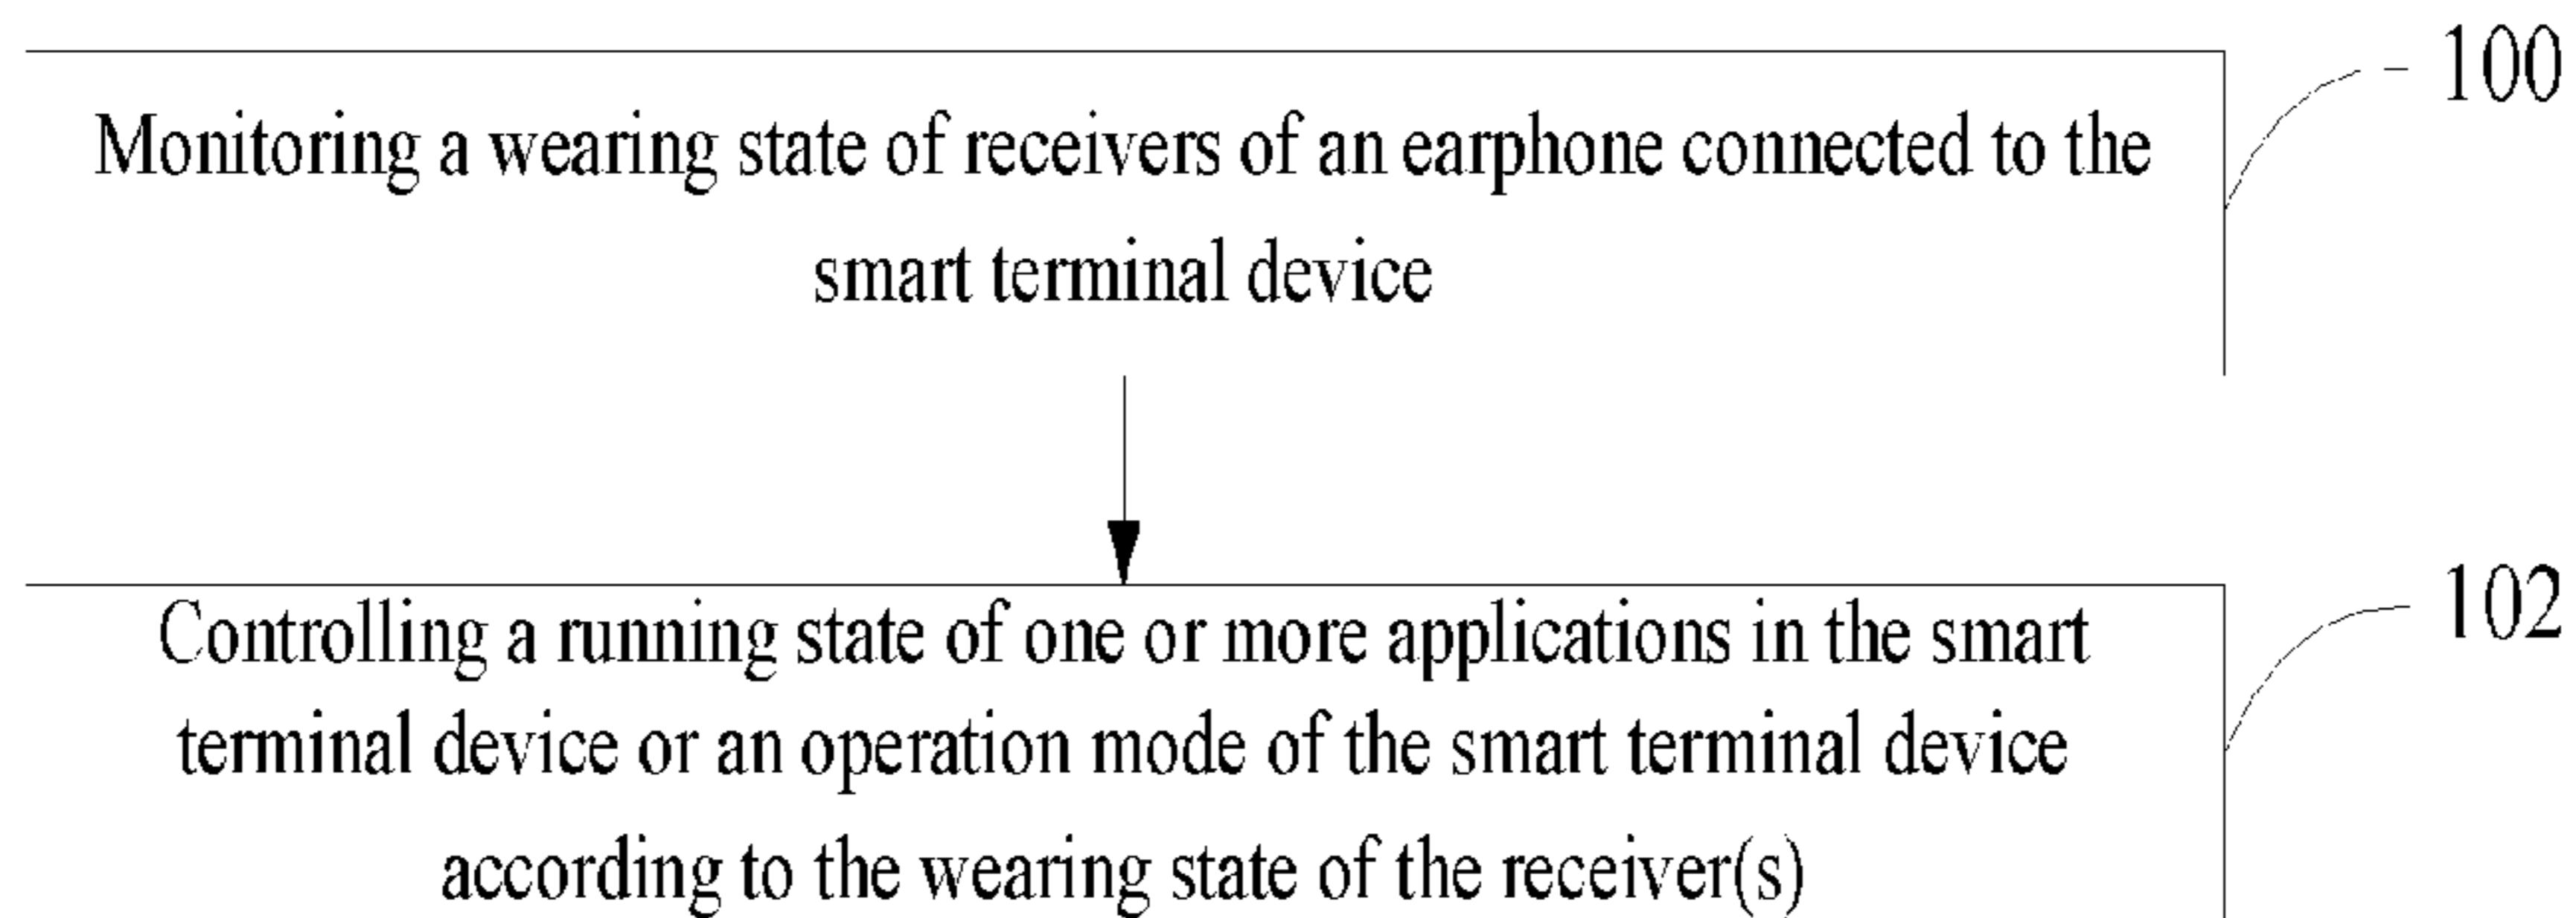 100
Monitoring a wearing state of receivers of an earphone connected to the
smart terminal device
102
Controlling a running state of one or more applications in the smart
terminal device or an operation mode of the smart terminal device
according to the wearing state of the receiver(s)